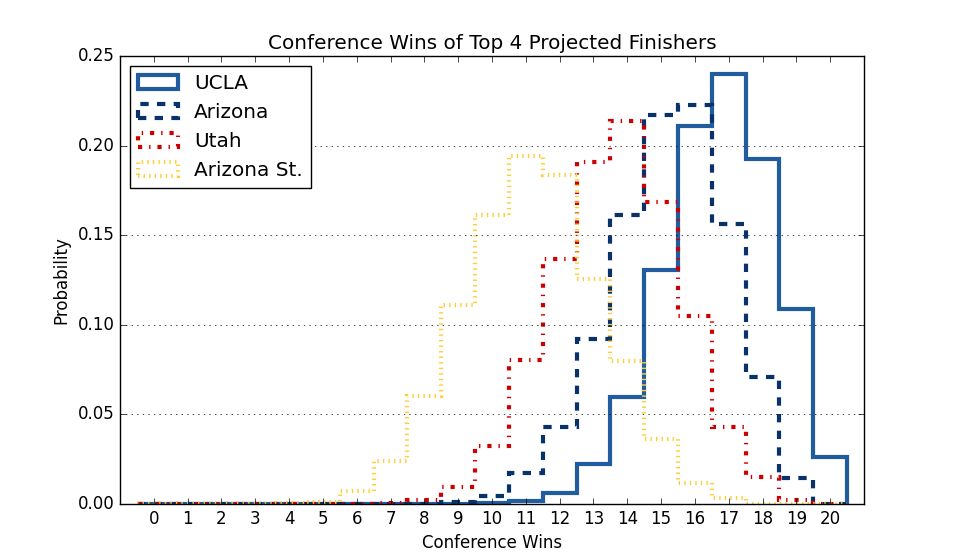 Conference Wins of Top 4 Projected Finishers
UCLA
Arizona
Utah
Arizona St.
0.25
0.20
0.15
0.10
0.05
0.00
Probability
0 1 2 3 4 5 6 7 8 9 10 11 12 13 14 15 16 17 18 19 20
Conference Wins